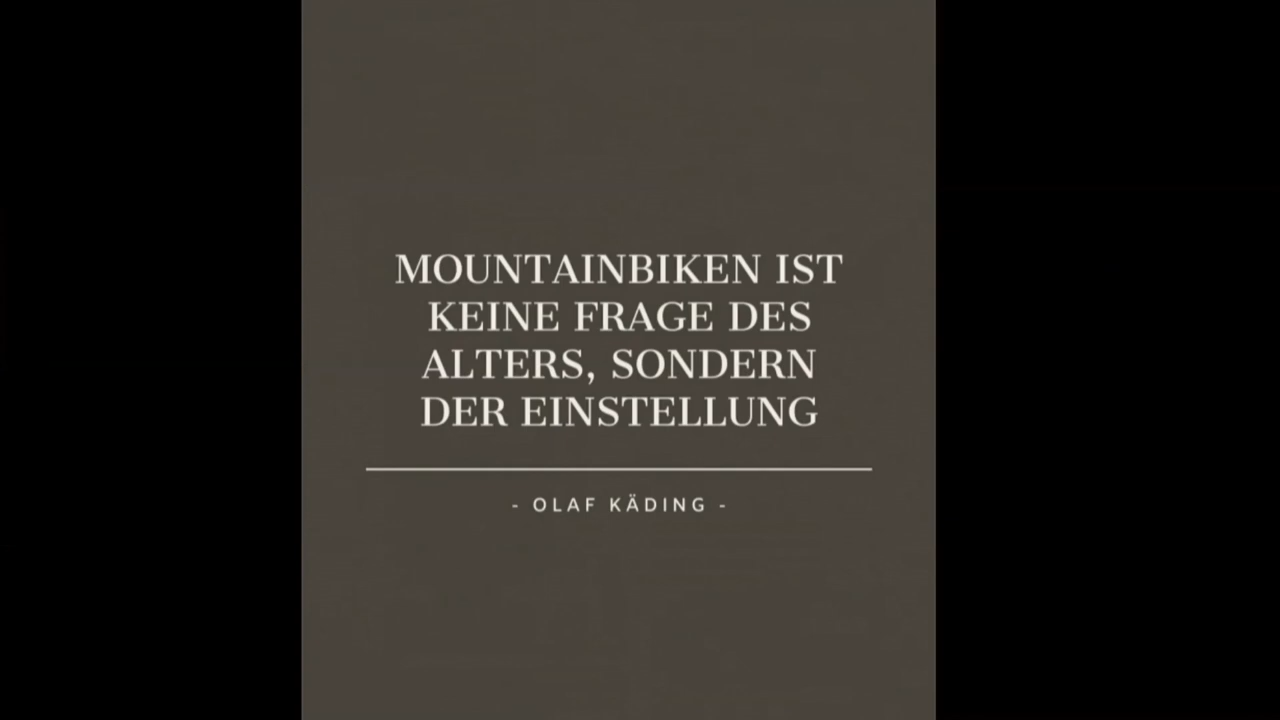 MOUNTAINBIKEN IST
KEINE FRAGE DES
ALTERS, SONDERN
DER EINSTELLUNG
- OLAF KÄDING -